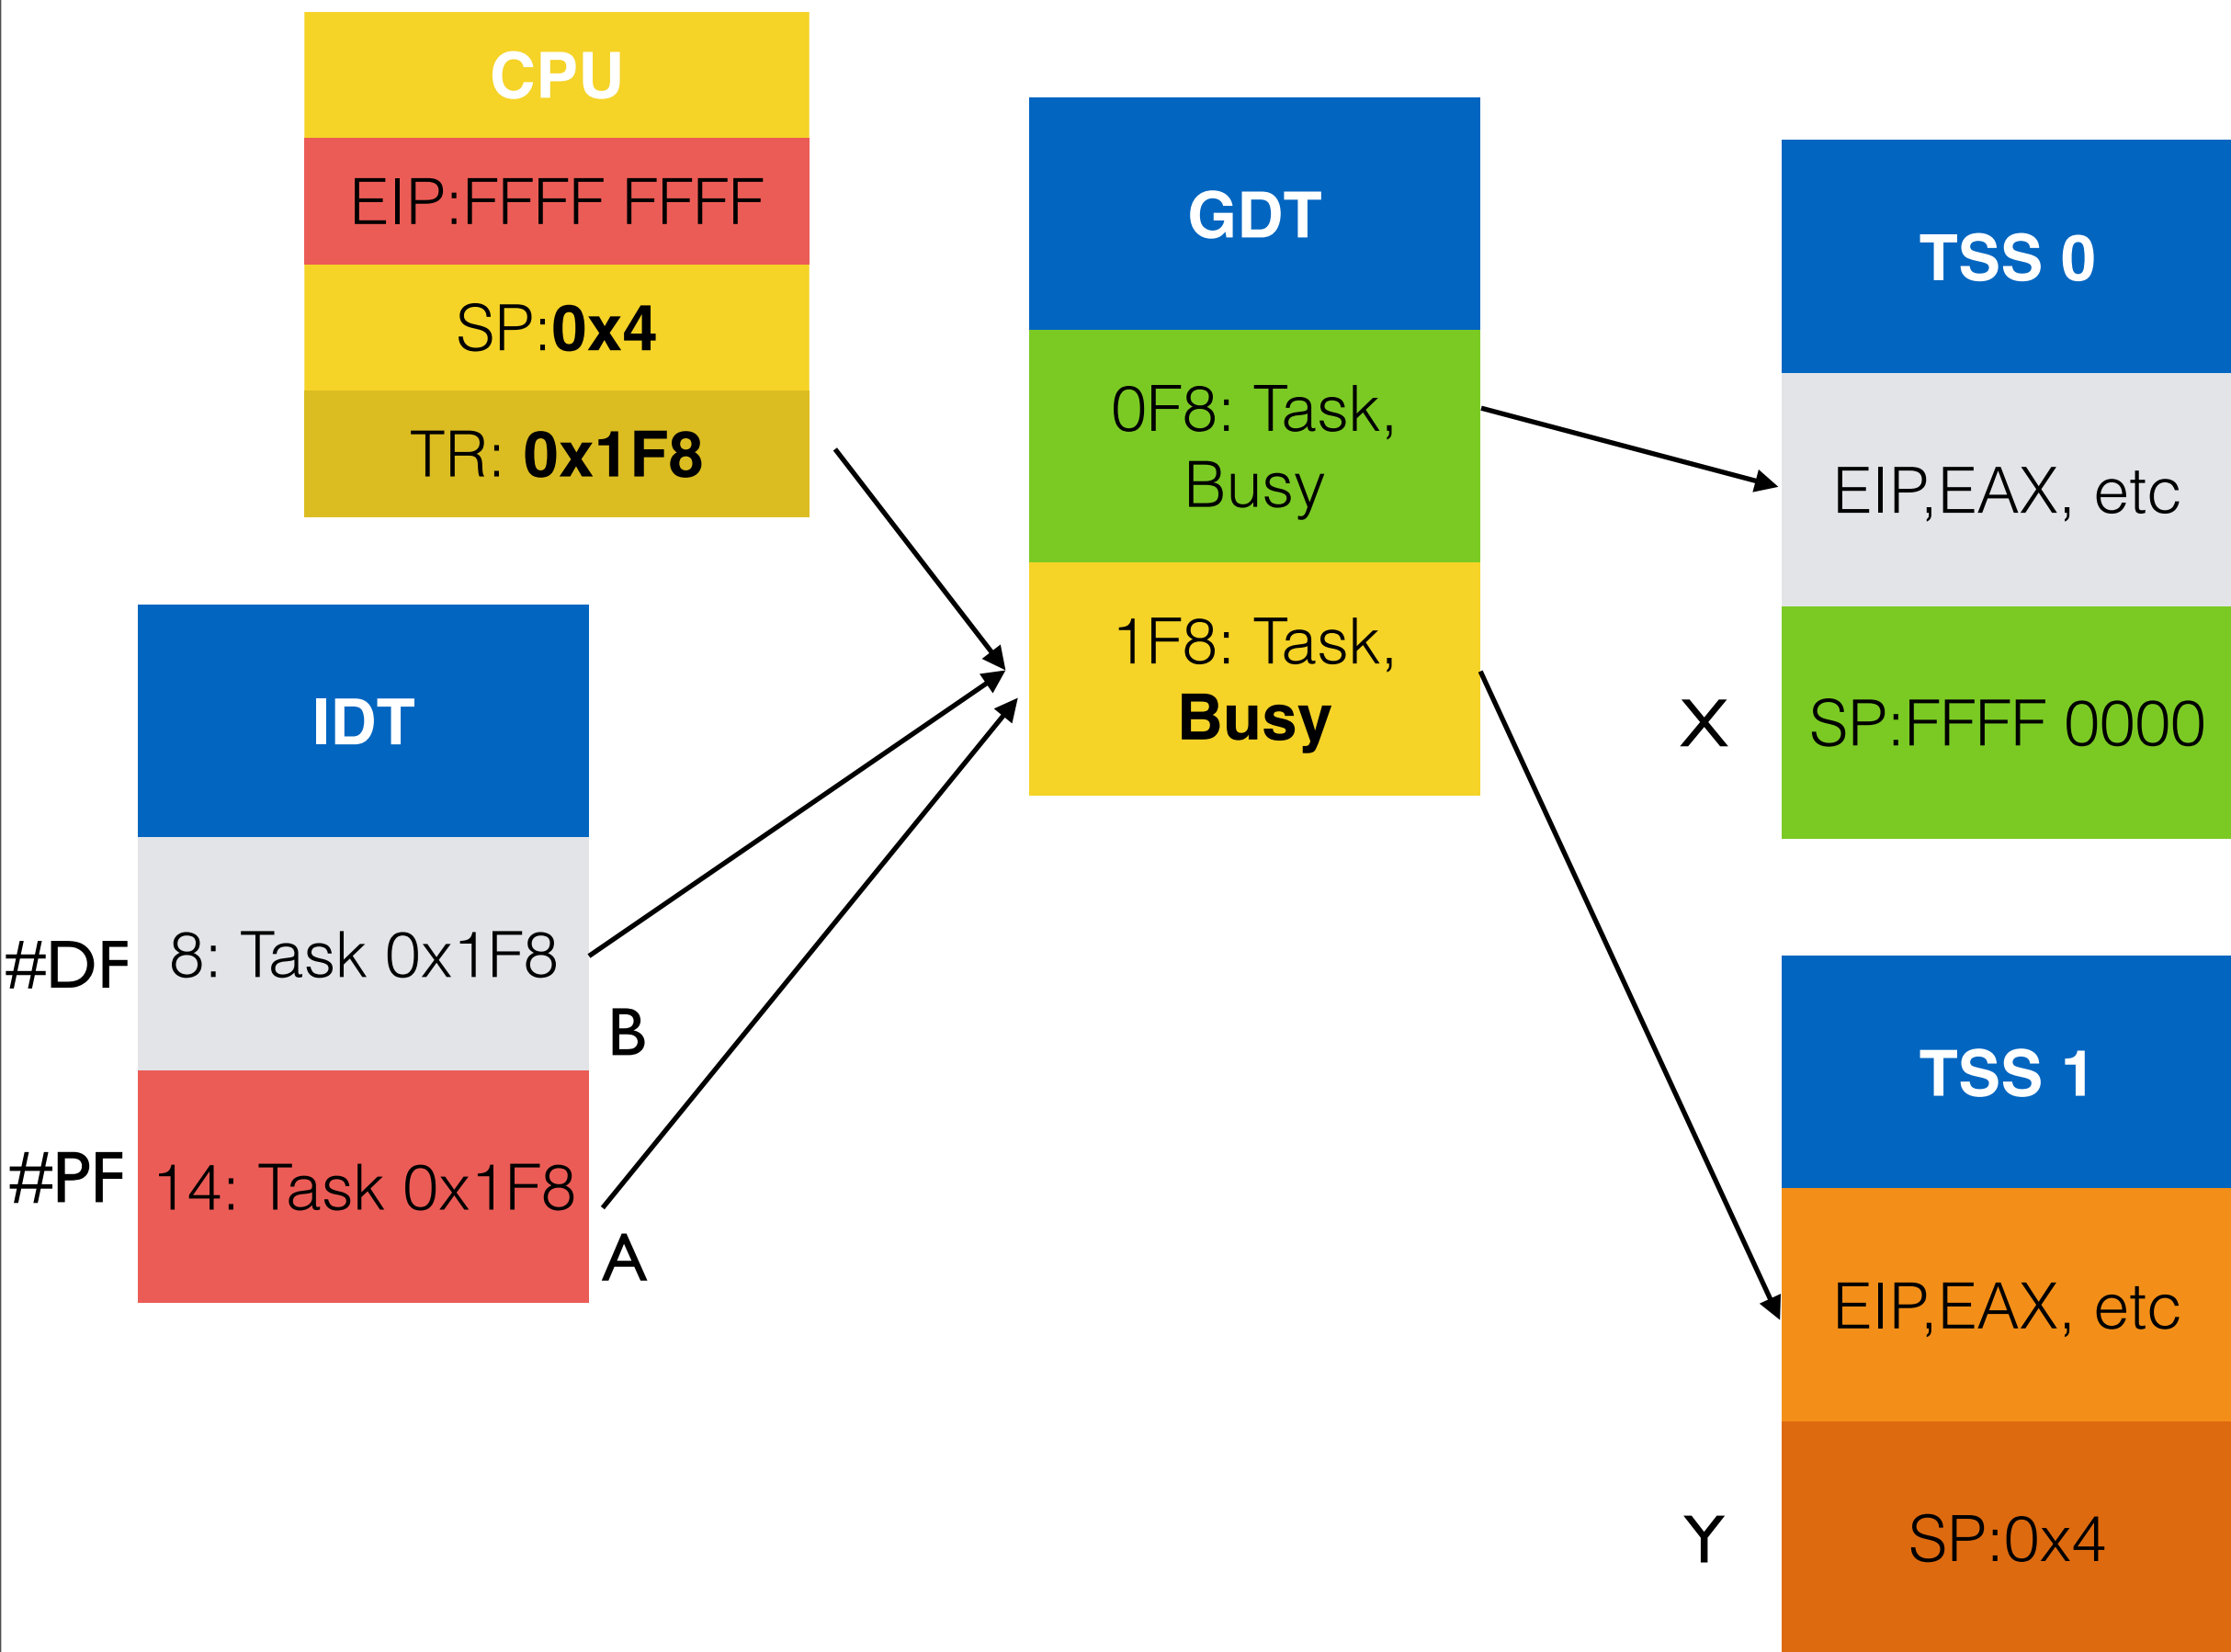 CPU
EIP:FFFF FFFF
SP:0x4
TR: 0x1F8
IDT
#DF
8: Task 0x1F8
B
#PF
14: Task 0x1F8
A
GDT
0F8: Task,
Busy
1F8: Task,
Busy
TSS 0
EIP,EAX, etc
X
SP:FFFF 0000
TSS 1
EIP,EAX, etc
Y
SP:0x4